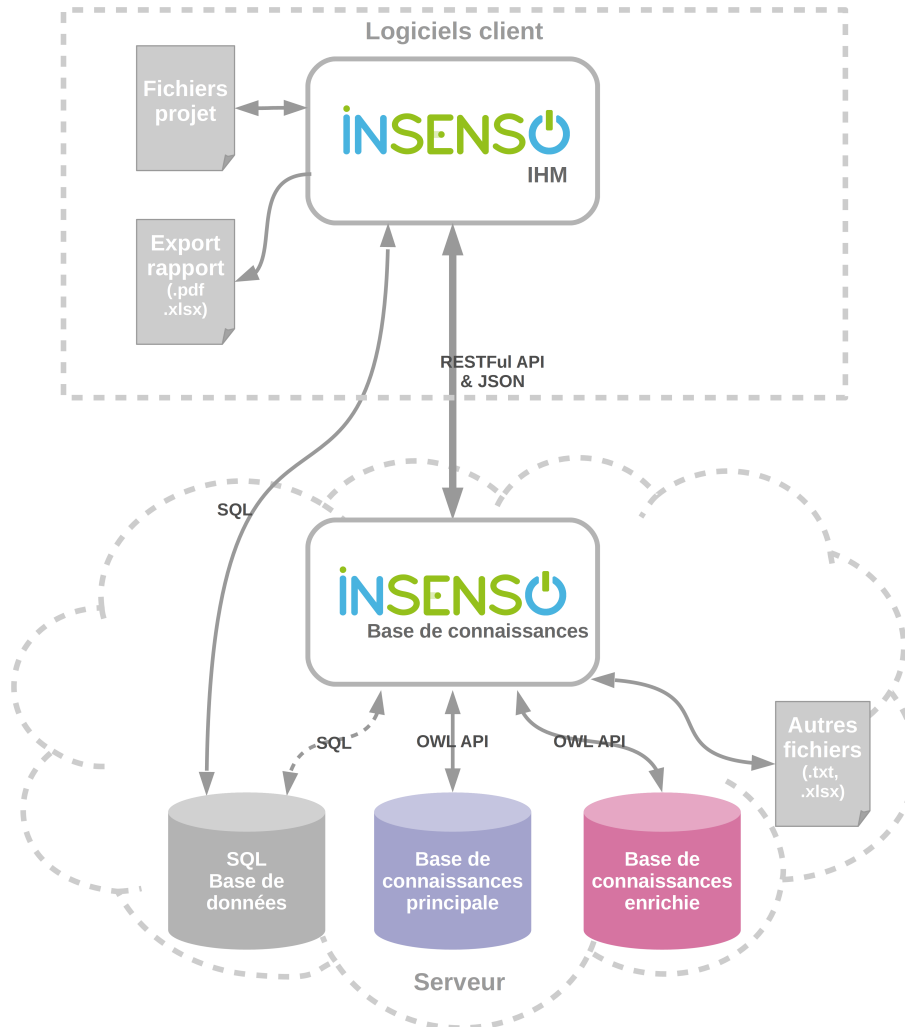 Logiciels client
Fichiers
projet
INSENSO
IHM
Export
rapport
(.pdf
.xlsx)
RESTFul API
& JSON
SQL
INSENSO
Base de connaissances
SQL
OWL API
OWL API
Autres
fichiers
(.txt,
.xlsx)
SQL
Base de
données
Base de
connaissances
principale
Base de
connaissances
enrichie
Serveur